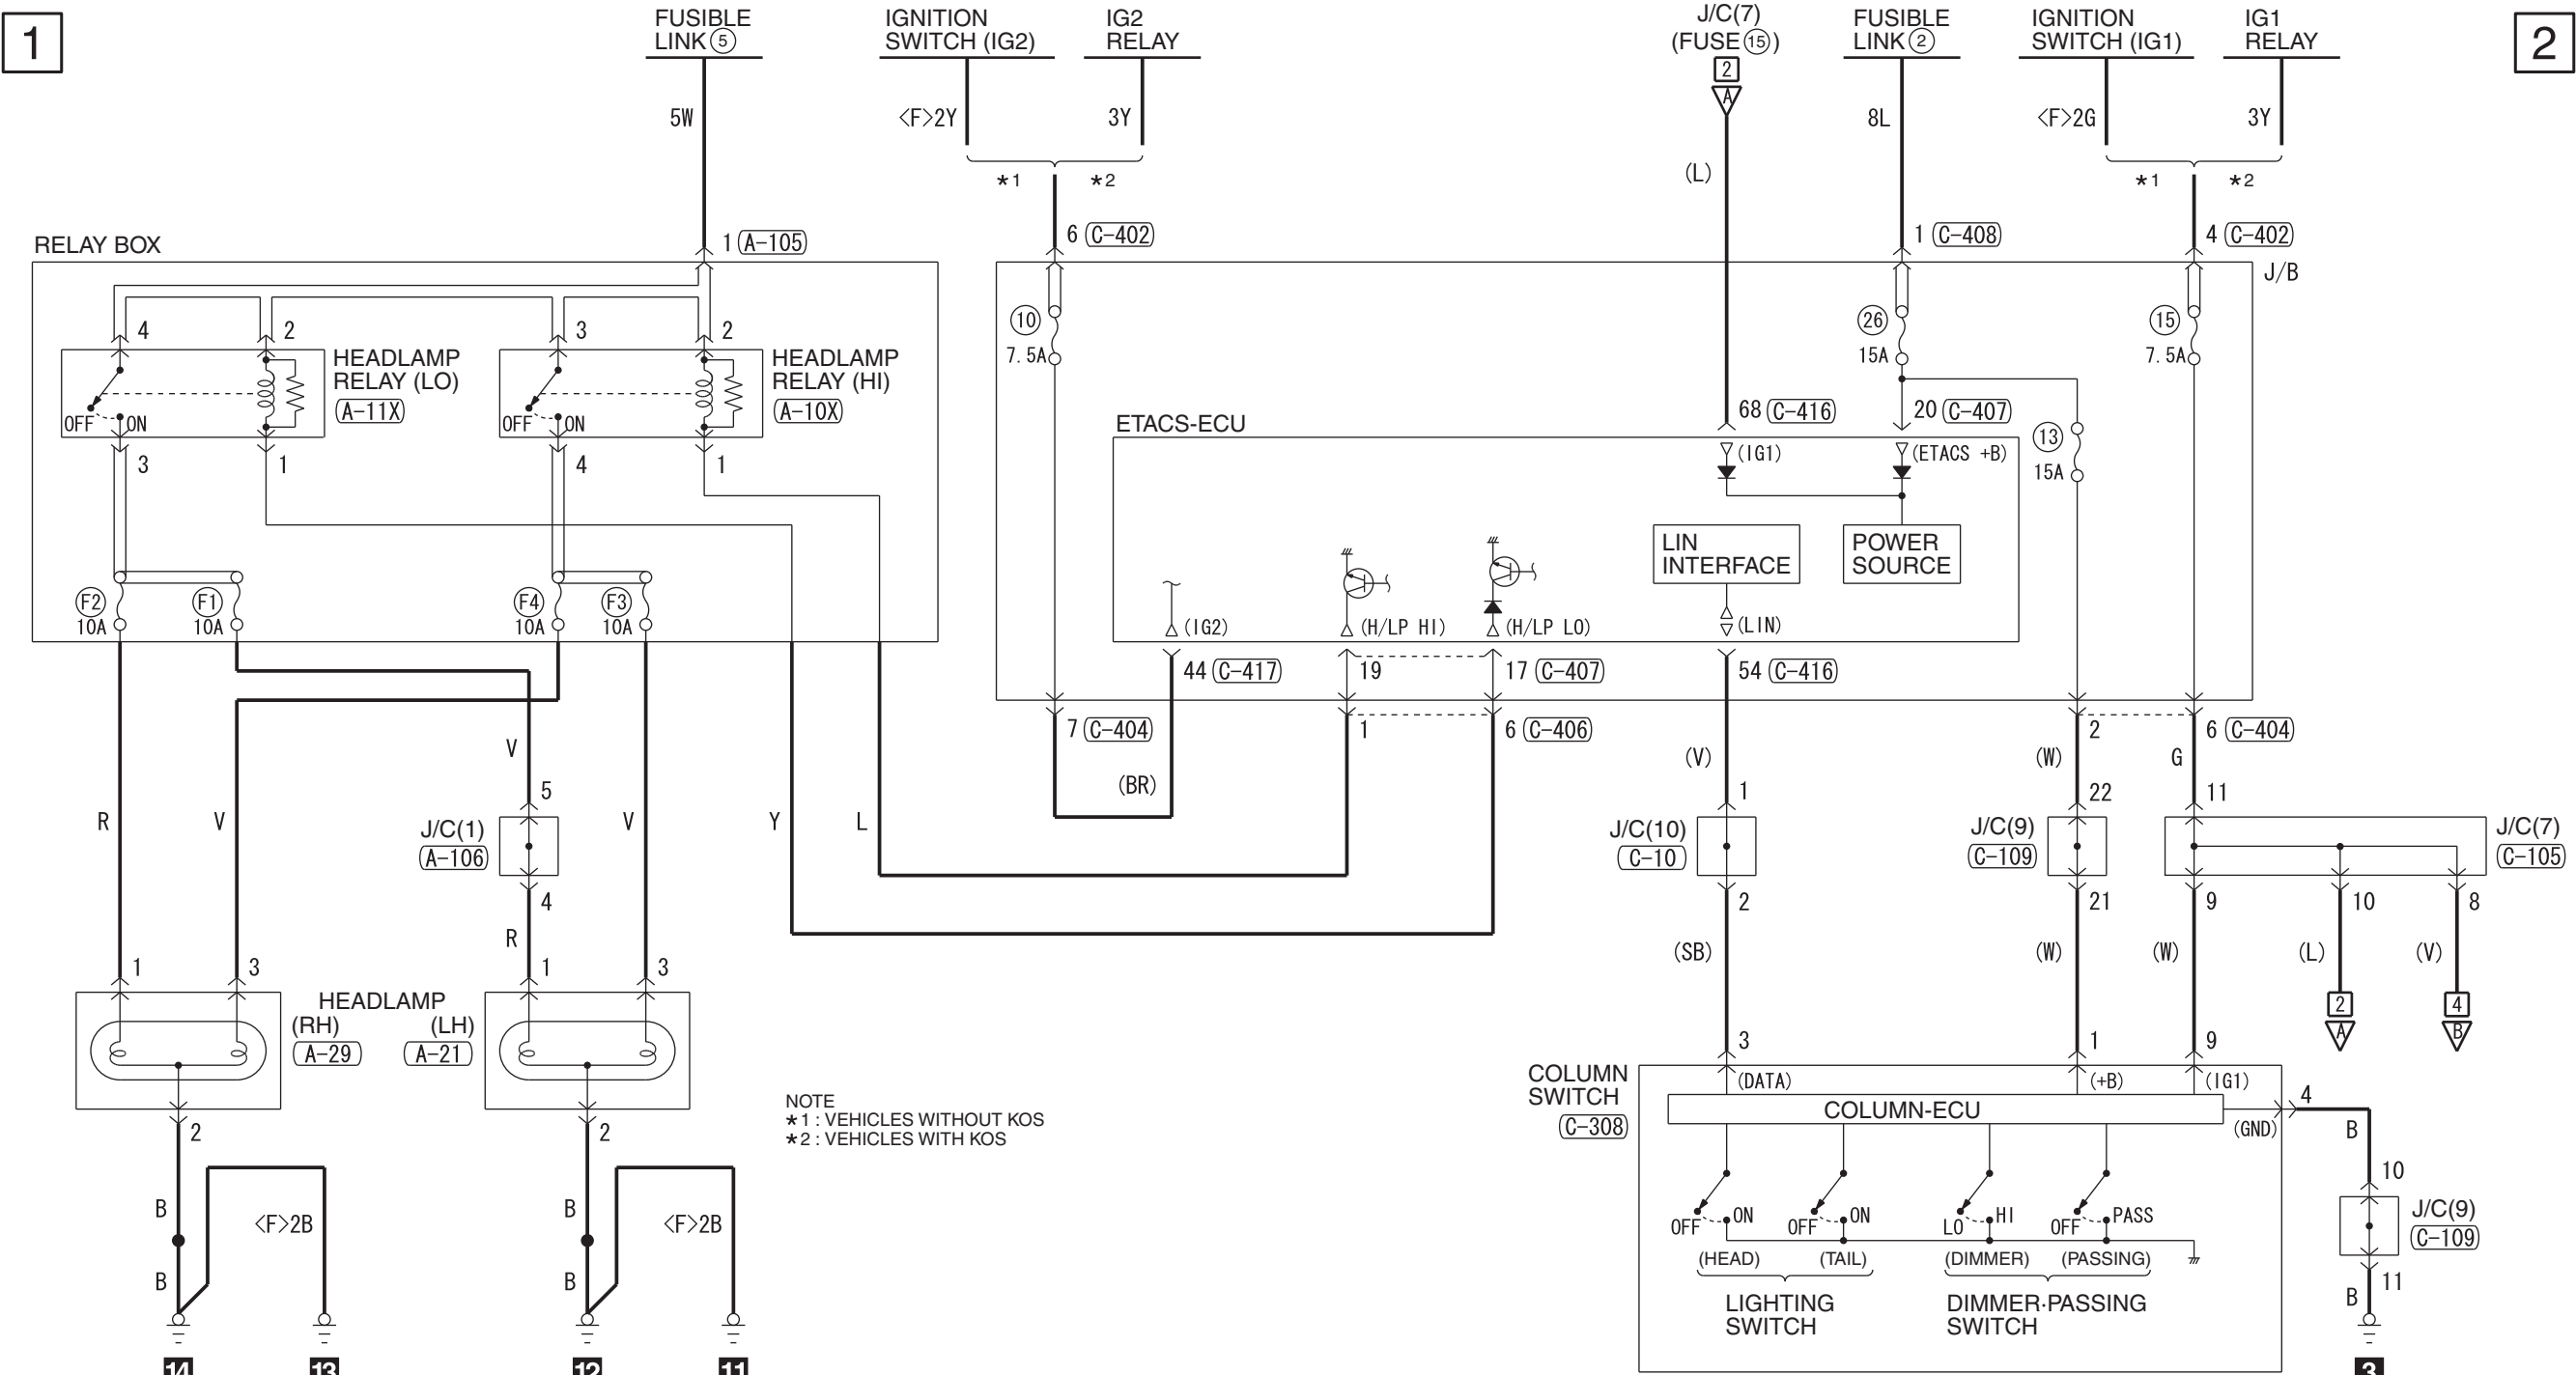 1
FUSIBLE
LINK ⑤
IGNITION
SWITCH (IG2)
IG2
RELAY
J/C(7)
(FUSE ⑮)
FUSIBLE
LINK ②
IGNITION
SWITCH (IG1)
IG1
RELAY
2
2
A
5W
<F>2Y
3Y
8L
<F>2G
3Y
(L)
*1
*2
*1
*2
RELAY BOX
1 A-105
6 C-402
1 C-408
4 C-402
J/B
4
2
3
2
10
7.5A
26
15A
15
7.5A
HEADLAMP
RELAY (LO)
A-11X
HEADLAMP
RELAY (HI)
A-10X
OFF
ON
OFF
ON
ETACS-ECU
68 C-416
20 C-407
13
15A
3
1
4
1
(IG1)
(ETACS +B)
LIN
INTERFACE
POWER
SOURCE
F2
10A
F1
10A
F4
10A
F3
10A
(IG2)
(H/LP HI)
(H/LP LO)
(LIN)
44 C-417
19
17 C-407
54 C-416
7 C-404
1
6 C-406
2
6 C-404
V
(BR)
(V)
(W)
G
5
1
22
11
R
V
J/C(1)
A-106
V
Y
L
J/C(10)
C-10
J/C(9)
C-109
J/C(7)
C-105
4
2
21
9
10
8
R
(SB)
(W)
(W)
(L)
(V)
1
3
1
3
2
A
4
B
HEADLAMP
(RH)
A-29
(LH)
A-21
3
1
9
COLUMN
SWITCH
C-308
(DATA)
(+B)
(IG1)
COLUMN-ECU
4
(GND)
B
2
2
NOTE
*1 : VEHICLES WITHOUT KOS
*2 : VEHICLES WITH KOS
10
J/C(9)
C-109
11
B
B
<F>2B
B
<F>2B
B
B
OFF
ON
OFF
ON
LO
HI
OFF
PASS
(HEAD)
(TAIL)
(DIMMER)
(PASSING)
LIGHTING
SWITCH
DIMMER·PASSING
SWITCH
14
13
12
11
3